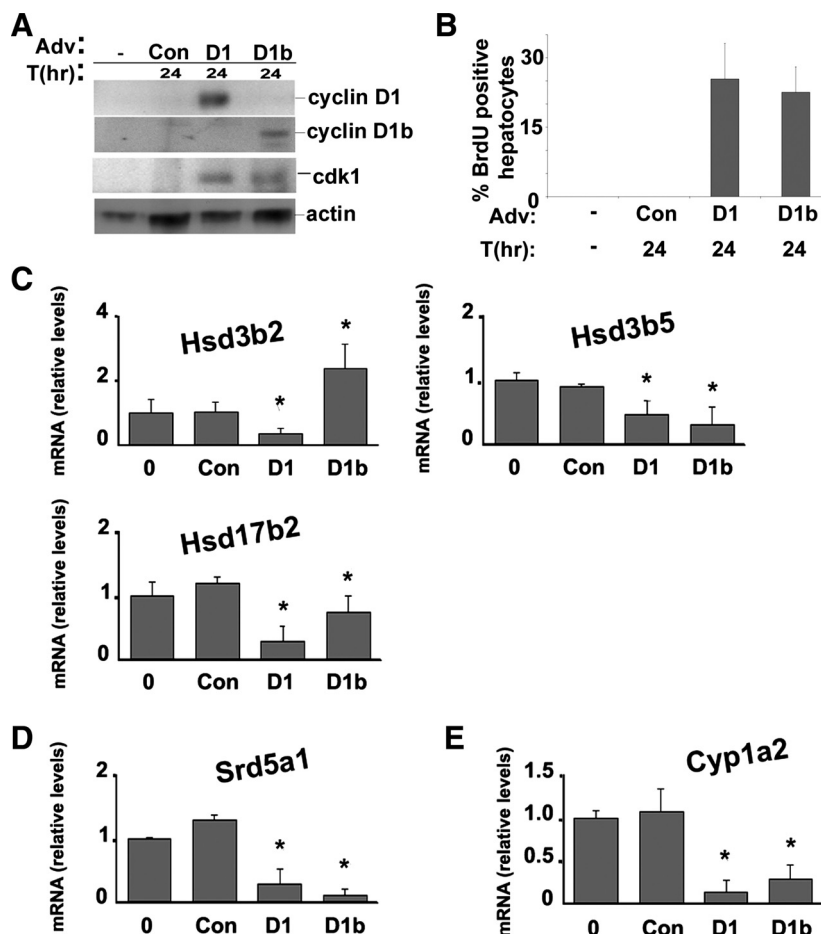 A
Adv: - Con D1 D1b
T(hr): 24 24 24
cyclin D1
cyclin D1b
cdk1
actin
B
% BrdU positive
hepatocytes
30
15
0
Adv: - Con D1 D1b
T(hr): - 24 24 24
C
mRNA (relative levels)
Hsd3b2
4
2
0
*
*
0 Con D1 D1b
mRNA (relative levels)
Hsd3b5
2
1
0
*
*
0 Con D1 D1b
mRNA (relative levels)
Hsd17b2
2
1
0
*
*
0 Con D1 D1b
D
mRNA (relative levels)
Srd5a1
2
1
0
*
*
0 Con D1 D1b
E
mRNA (relative levels)
Cyp1a2
1.5
1.0
0.5
0
*
*
0 Con D1 D1b